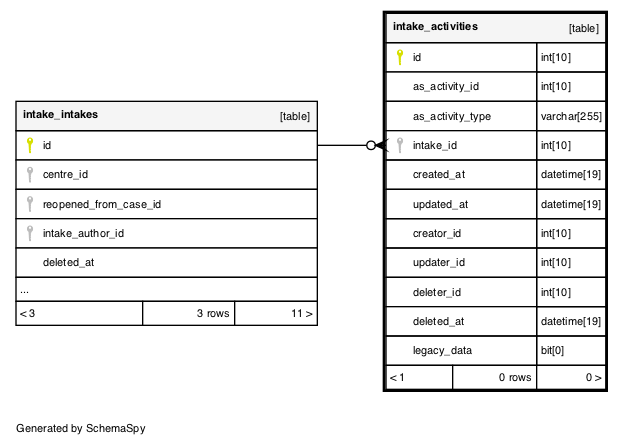 intake_activities [table]
id int[10]
as_activity_id int[10]
as_activity_type varchar[255]
intake_id int[10]
created_at datetime[19]
updated_at datetime[19]
creator_id int[10]
updater_id int[10]
deleter_id int[10]
deleted_at datetime[19]
legacy_data bit[0]
< 1 0 rows 0 >
intake_intakes [table]
id
centre_id
reopened_from_case_id
intake_author_id
deleted_at
...
< 3 3 rows 11 >
Generated by SchemaSpy